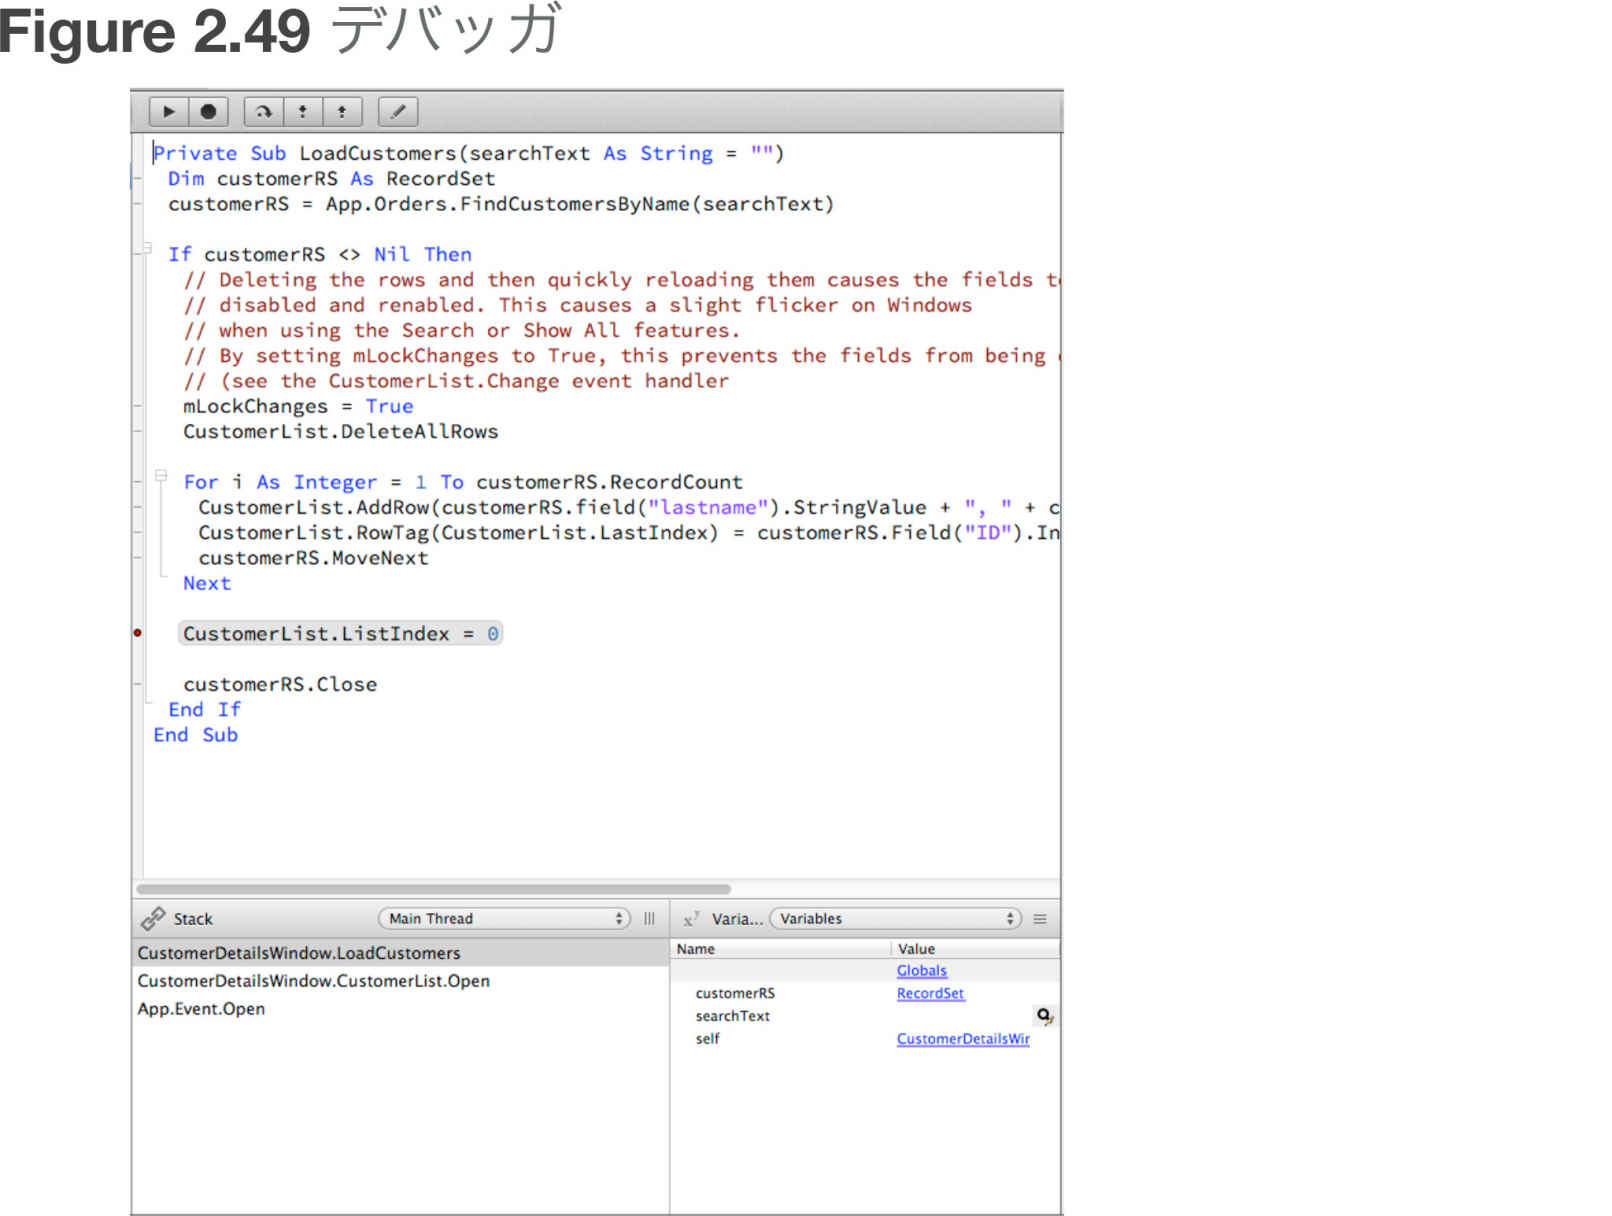 Figure 2.49 デバッガ
Private Sub LoadCustomers(searchText As String = "")
Dim customerRS As RecordSet
customerRS = App.Orders.FindCustomersByName(searchText)
If customerRS <> Nil Then
// Deleting the rows and then quickly reloading them causes the fields t
// disabled and renabled. This causes a slight flicker on Windows
// when using the Search or Show All features.
// By setting mLockChanges to True, this prevents the fields from being
// (see the CustomerList.Change event handler
mLockChanges = True
CustomerList.DeleteAllRows
For i As Integer = 1 To customerRS.RecordCount
CustomerList.AddRow(customerRS.field("lastname").StringValue + ", " + c
CustomerList.RowTag(CustomerList.LastIndex) = customerRS.Field("ID").In
customerRS.MoveNext
Next
CustomerList.ListIndex = 0
customerRS.Close
End If
End Sub
Stack Main Thread
CustomerDetailsWindow.LoadCustomers
CustomerDetailsWindow.CustomerList.Open
App.Event.Open
Varia... Variables
Name Value
Globals
customerRS RecordSet
searchText
self CustomerDetailsWir